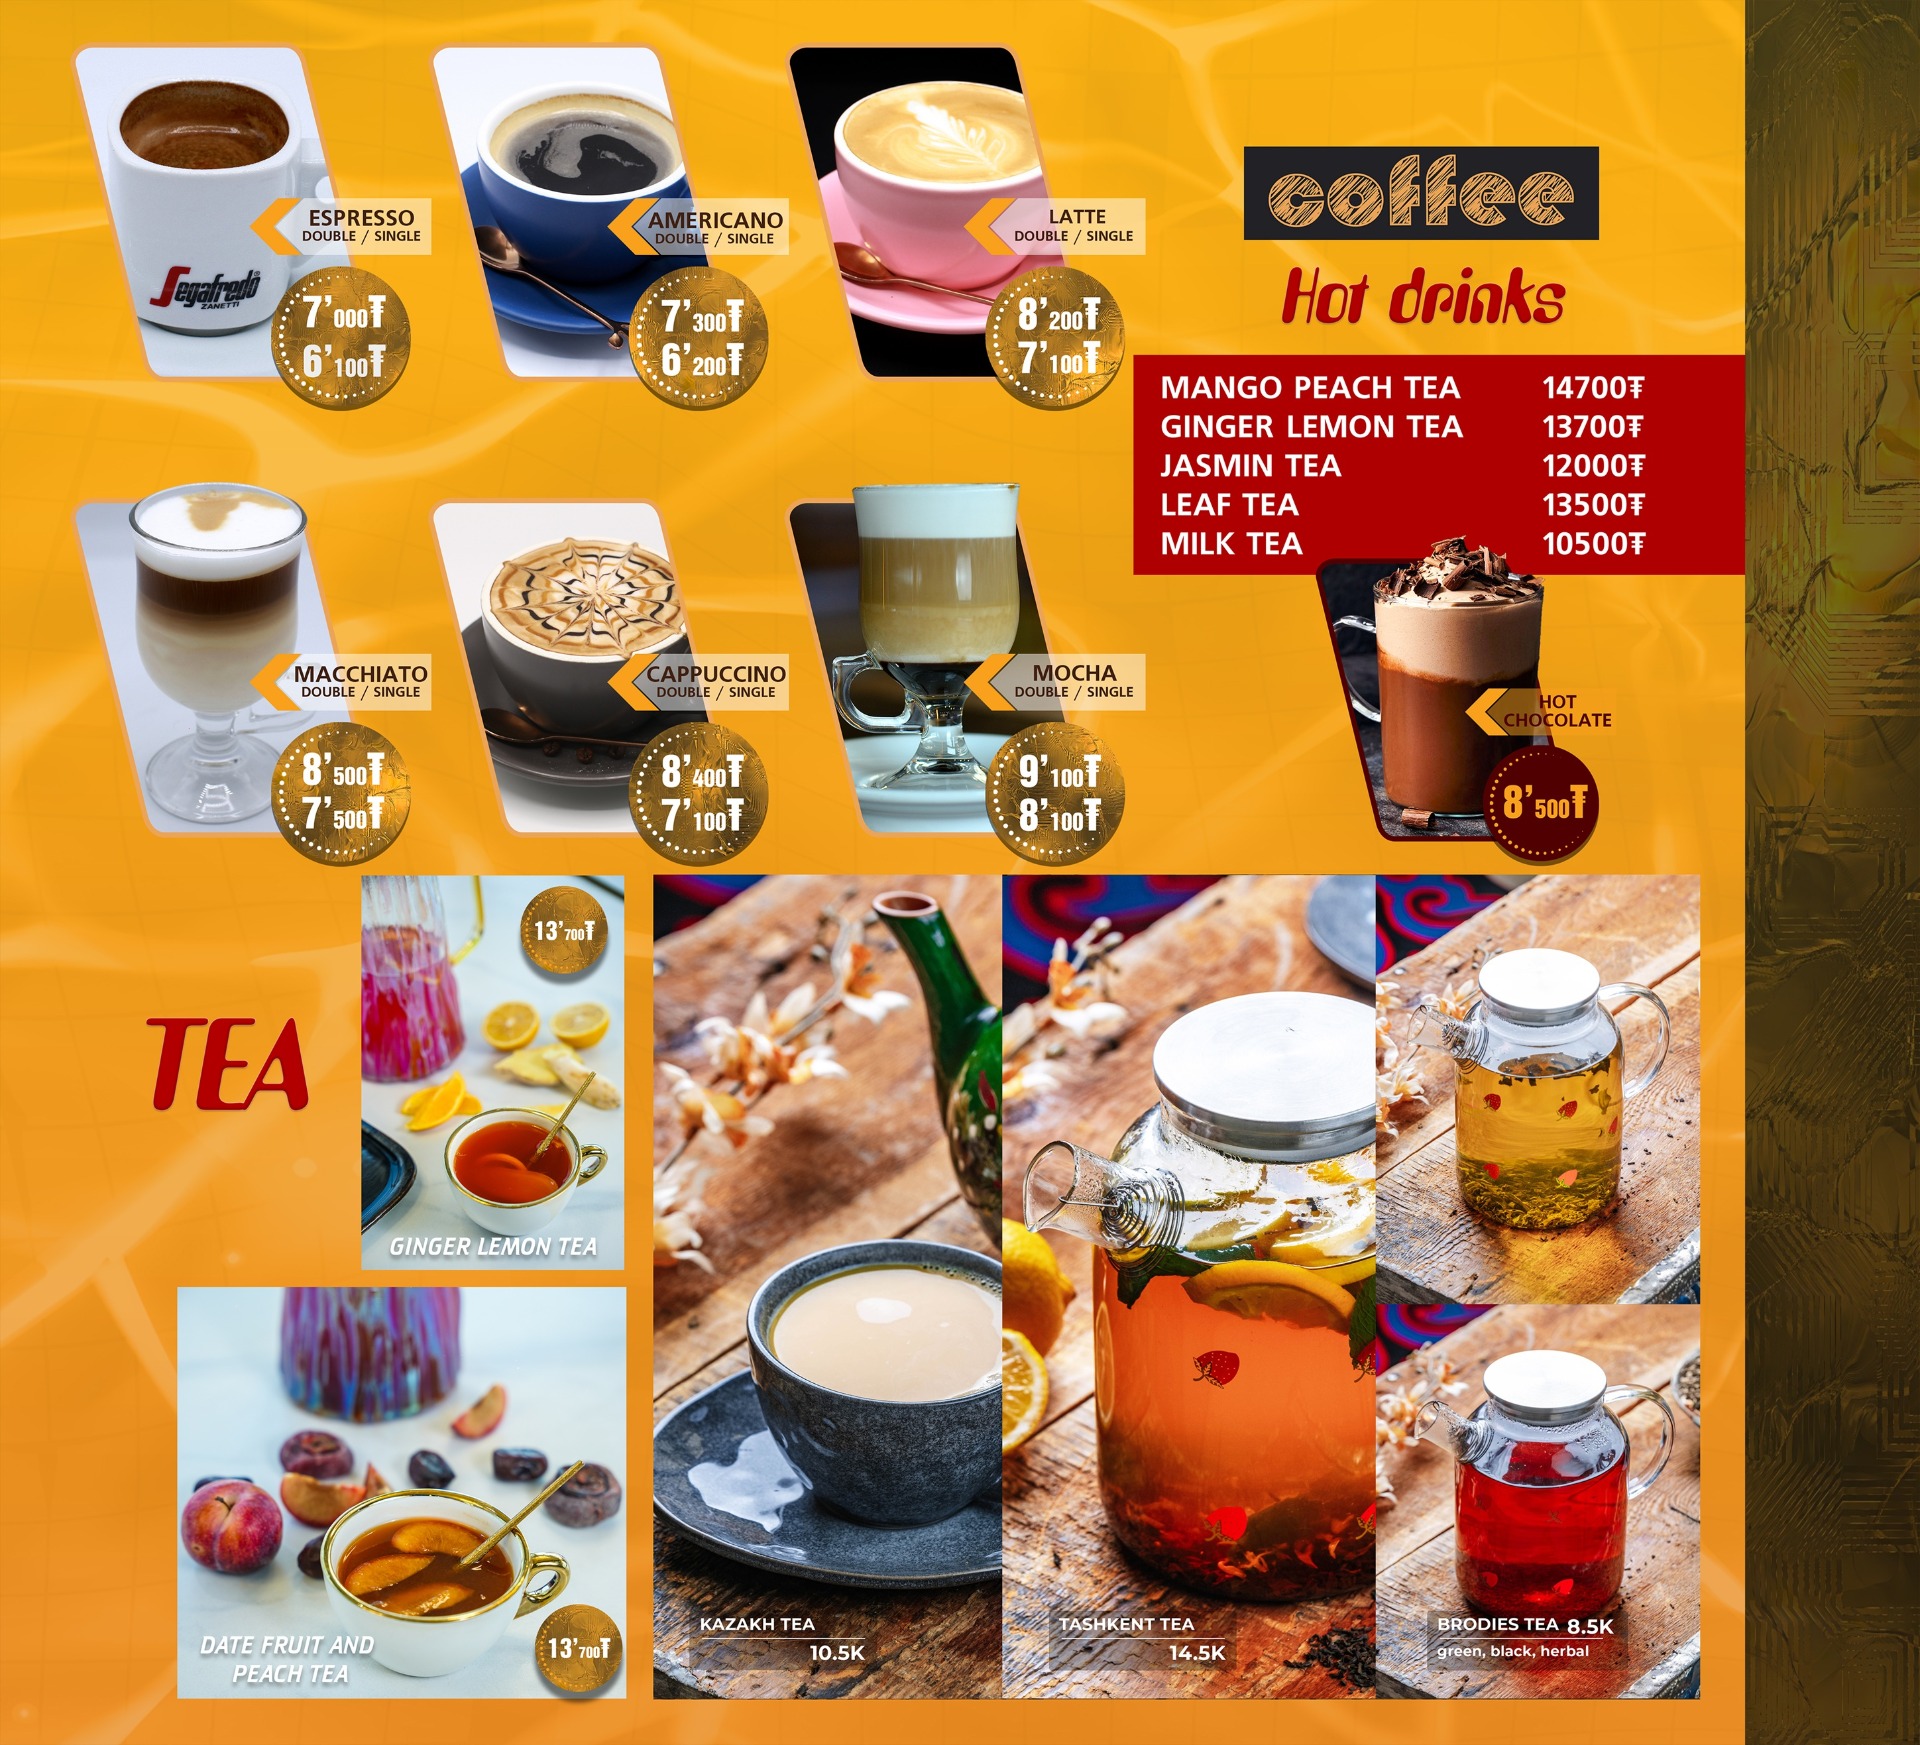 ESPRESSO
DOUBLE / SINGLE
7'000₮
6'100₮
Segafredo®
ZANETTI
AMERICANO
DOUBLE / SINGLE
7'300₮
6'200₮
LATTE
DOUBLE / SINGLE
8'200₮
7'100₮
coffee
Hot drinks
MANGO PEACH TEA 14700₮
GINGER LEMON TEA 13700₮
JASMIN TEA 12000₮
LEAF TEA 13500₮
MILK TEA 10500₮
MACCHIATO
DOUBLE / SINGLE
8'500₮
7'500₮
CAPPUCCINO
DOUBLE / SINGLE
8'400₮
7'100₮
MOCHA
DOUBLE / SINGLE
9'100₮
8'100₮
HOT
CHOCOLATE
8'500₮
TEA
13'700₮
GINGER LEMON TEA
DATE FRUIT AND
PEACH TEA
13'700₮
KAZAKH TEA
10.5K
TASHKENT TEA
14.5K
BRODIES TEA 8.5K
green, black, herbal